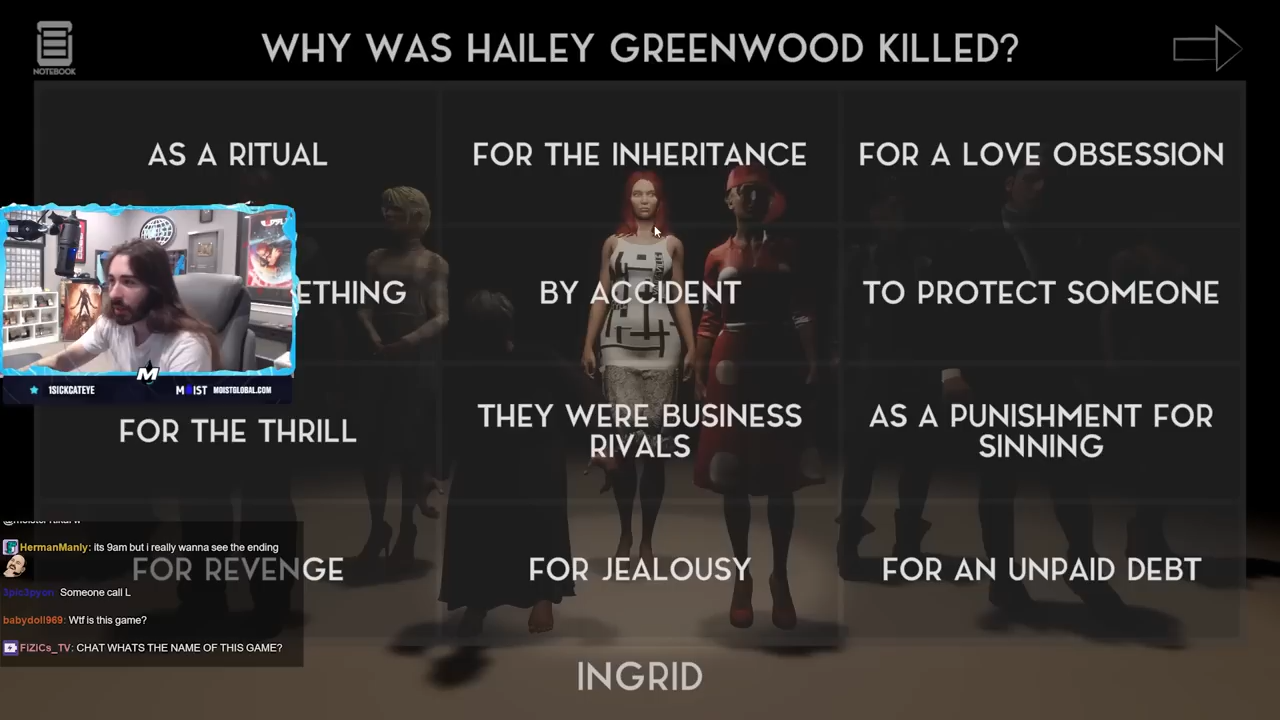 WHY WAS HAILEY GREENWOOD KILLED?
NOTEBOOK
AS A RITUAL
FOR THE INHERITANCE
FOR A LOVE OBSESSION
ETHING
BY ACCIDENT
TO PROTECT SOMEONE
M
1SICKCATEYE
MOIST
MOISTGLOBAL.COM
FOR THE THRILL
THEY WERE BUSINESS
RIVALS
AS A PUNISHMENT FOR
SINNING
FOR REVENGE
FOR JEALOUSY
FOR AN UNPAID DEBT
HermanManly: its 9am but i really wanna see the ending
3pic3pyon: Someone call L
babydoll969: Wtf is this game?
FIZICs_TV: CHAT WHATS THE NAME OF THIS GAME?
INGRID